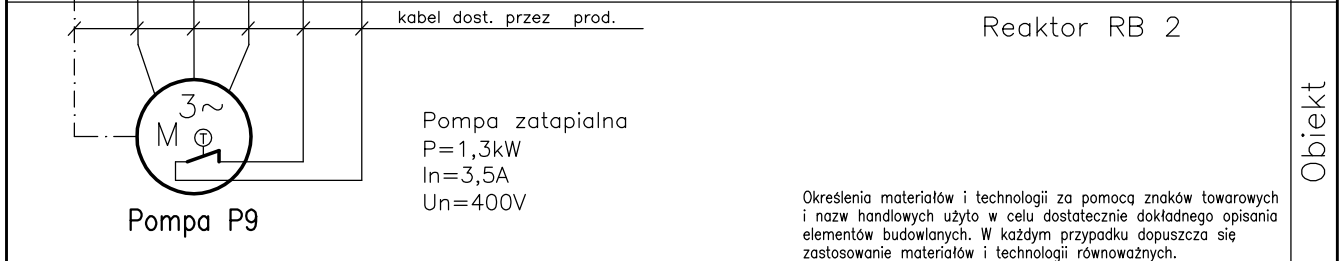 kabel dost. przez prod.
Reaktor RB 2
Obiekt
3~
M
T
Pompa zatapialna
P=1,3kW
In=3,5A
Un=400V
Pompa P9
Określenia materiałów i technologii za pomocą znaków towarowych
i nazw handlowych użyto w celu dostatecznie dokładnego opisania
elementów budowlanych. W każdym przypadku dopuszcza się
zastosowanie materiałów i technologii równoważnych.